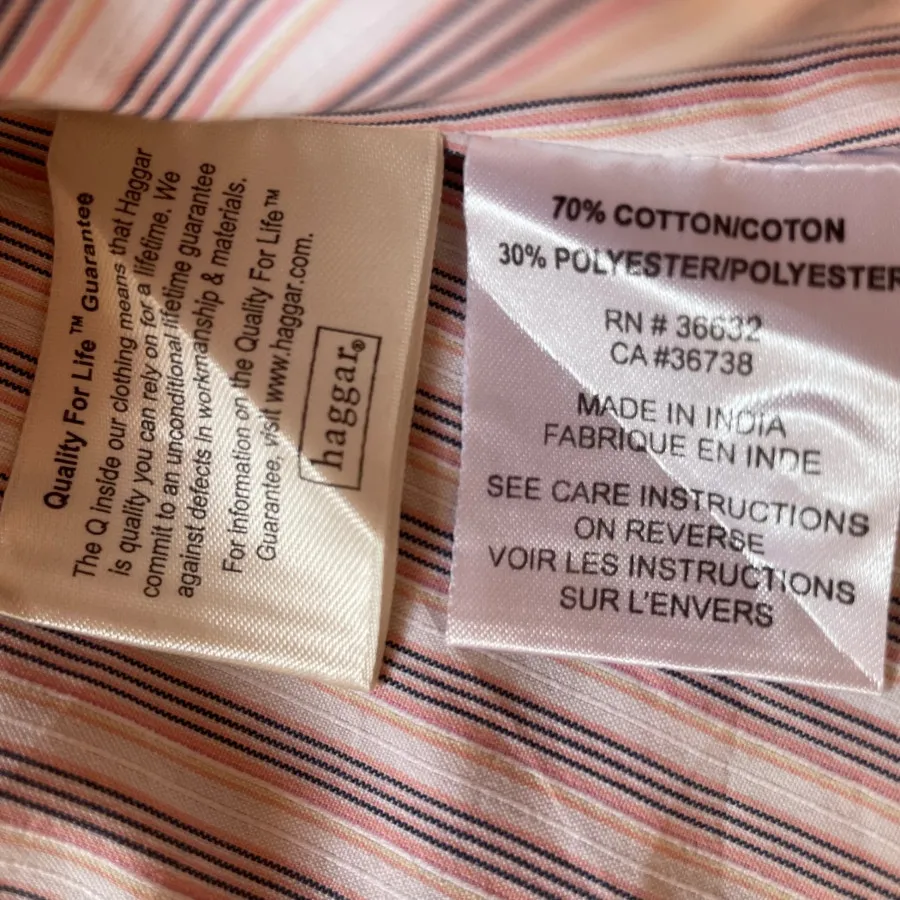 Quality For Life™ Guarantee
The Q inside our clothing means that Haggar
is quality you can rely on for a lifetime. We
commit to an unconditional lifetime guarantee
against defects in workmanship & materials.
For information on the Quality For Life™
Guarantee, visit www.haggar.com.
haggar®
70% COTTON/COTON
30% POLYESTER/POLYESTER
RN # 36632
CA #36738
MADE IN INDIA
FABRIQUE EN INDE
SEE CARE INSTRUCTIONS
ON REVERSE
VOIR LES INSTRUCTIONS
SUR L'ENVERS